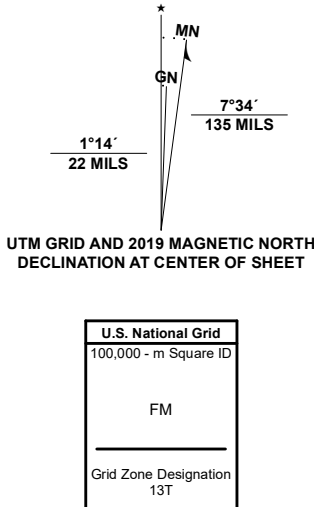 ★
MN
GN
7°34´
135 MILS
1°14´
22 MILS
UTM GRID AND 2019 MAGNETIC NORTH
DECLINATION AT CENTER OF SHEET
U.S. National Grid
100,000 - m Square ID
FM
Grid Zone Designation
13T